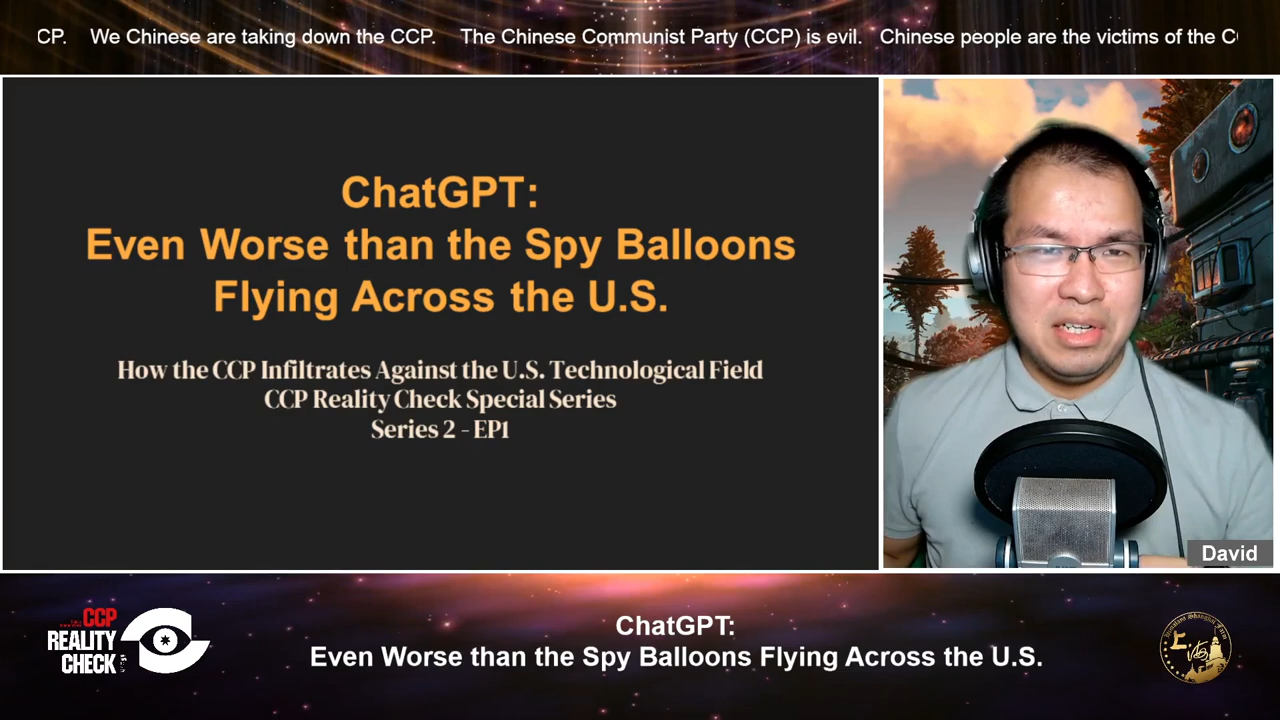 CP. We Chinese are taking down the CCP. The Chinese Communist Party (CCP) is evil. Chinese people are the victims of the C
ChatGPT:
Even Worse than the Spy Balloons
Flying Across the U.S.
How the CCP Infiltrates Against the U.S. Technological Field
CCP Reality Check Special Series
Series 2 - EP1
David
CCP
REALITY
CHECK
ChatGPT:
Even Worse than the Spy Balloons Flying Across the U.S.